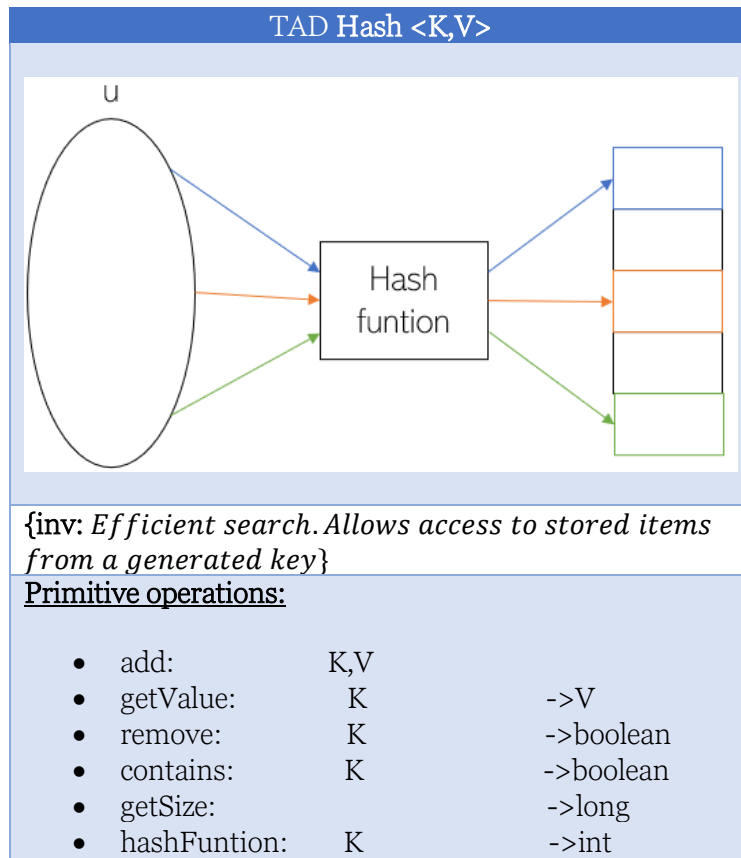 TAD Hash <K,V>
u
Hash
funtion
{inv: Efficient search. Allows access to stored items
from a generated key}
Primitive operations:
• add: K,V
• getValue: K ->V
• remove: K ->boolean
• contains: K ->boolean
• getSize: ->long
• hashFuntion: K ->int